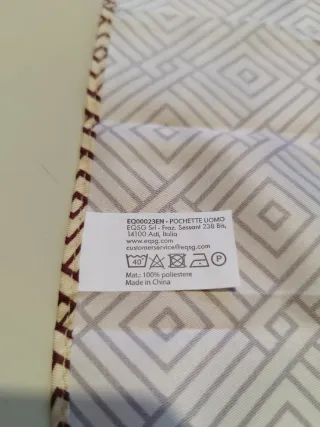 EQ00023EN - POCHETTE UOMO
EQSG Srl - Fraz. Sessant 238 Bis,
14100 Asti, Italia
www.eqsg.com
customerservice@eqsg.com
40° P
Mat.: 100% poliestere
Made in China